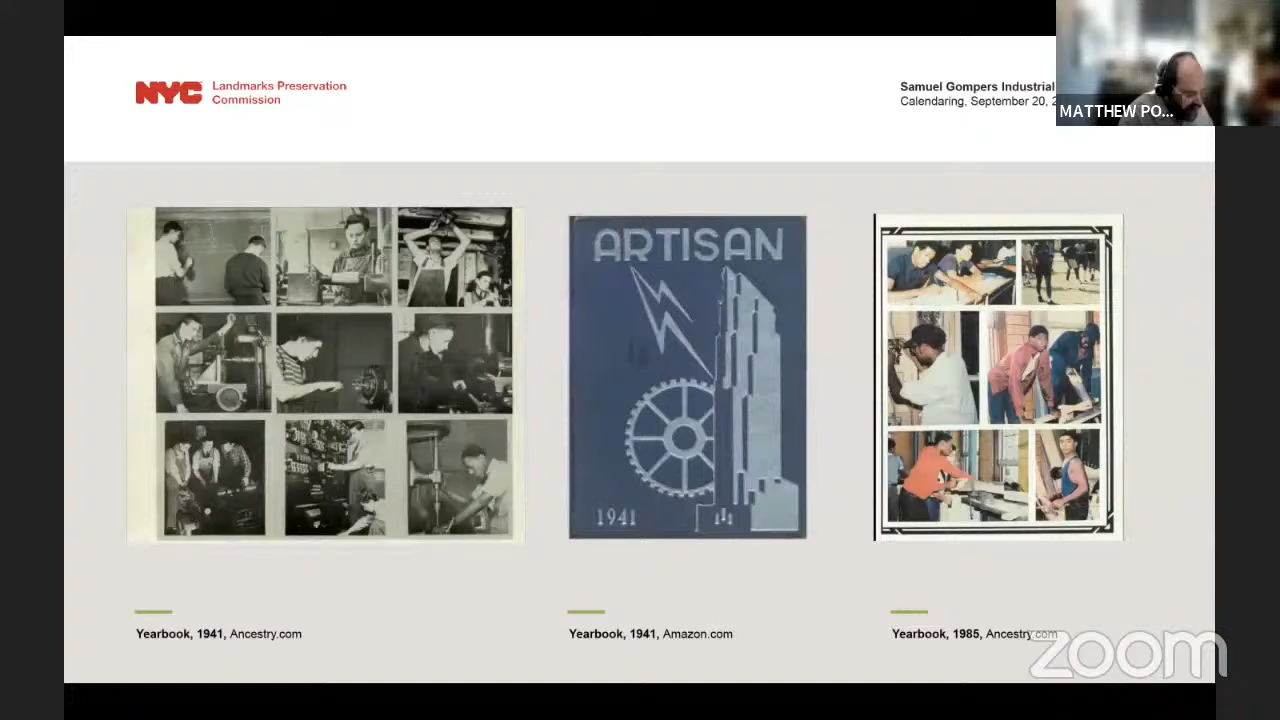 NYC
Landmarks Preservation
Commission
Samuel Gompers Industrial
Calendaring, September 20, 2
MATTHEW PO...
ARTISAN
1941
Yearbook, 1941, Ancestry.com
Yearbook, 1941, Amazon.com
Yearbook, 1985, Ancestry.com
zoom